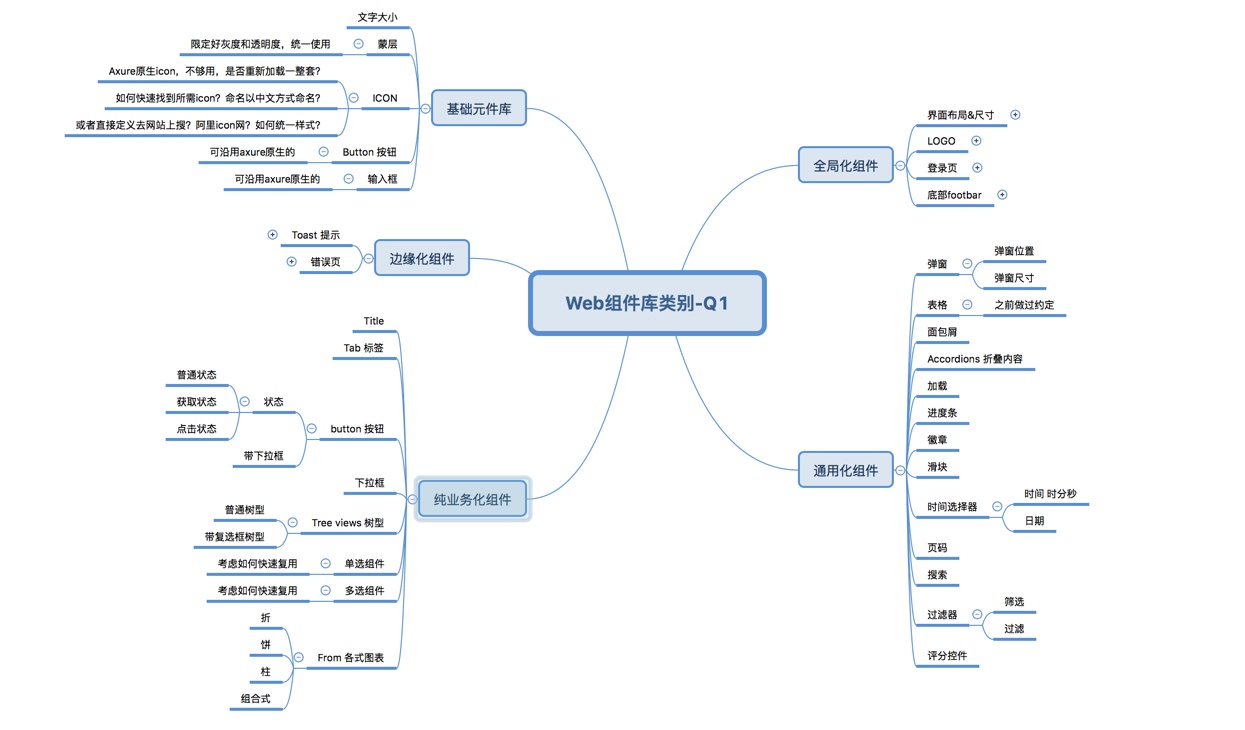 Web组件库类别-Q1
基础元件库
文字大小
蒙层
限定好灰度和透明度，统一使用
ICON
Axure原生icon，不够用，是否重新加载一整套？
如何快速找到所需icon？命名以中文方式命名？
或者直接定义去网站上搜？阿里icon网？如何统一样式？
Button 按钮
可沿用axure原生的
输入框
可沿用axure原生的
边缘化组件
Toast 提示
错误页
纯业务化组件
Title
Tab 标签
button 按钮
状态
普通状态
获取状态
点击状态
带下拉框
下拉框
Tree views 树型
普通树型
带复选框树型
单选组件
考虑如何快速复用
多选组件
考虑如何快速复用
From 各式图表
折
饼
柱
组合式
全局化组件
界面布局&尺寸
LOGO
登录页
底部footbar
通用化组件
弹窗
弹窗位置
弹窗尺寸
表格
之前做过约定
面包屑
Accordions 折叠内容
加载
进度条
徽章
滑块
时间选择器
时间 时分秒
日期
页码
搜索
过滤器
筛选
过滤
评分控件